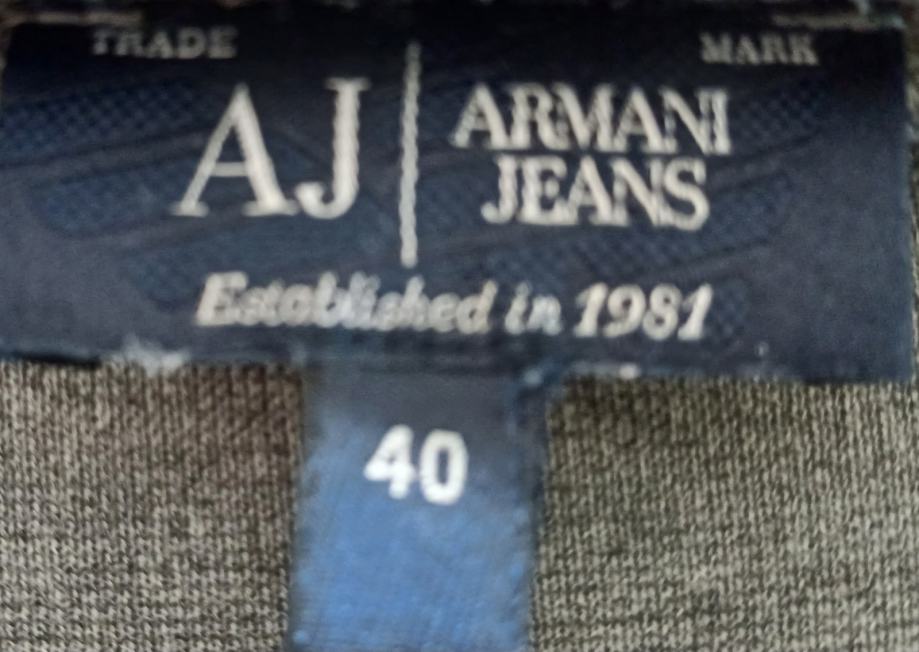 TRADE MARK
AJ ARMANI
JEANS
Established in 1981
40